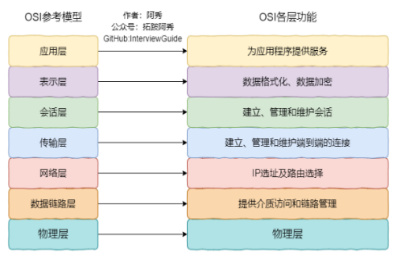 OSI参考模型
作者：阿秀
公众号：拓跋阿秀
GitHub:InterviewGuide
OSI各层功能
应用层
为应用程序提供服务
表示层
数据格式化、数据加密
会话层
建立、管理和维护会话
传输层
建立、管理和维护端到端的连接
网络层
IP选址及路由选择
数据链路层
提供介质访问和链路管理
物理层
物理层